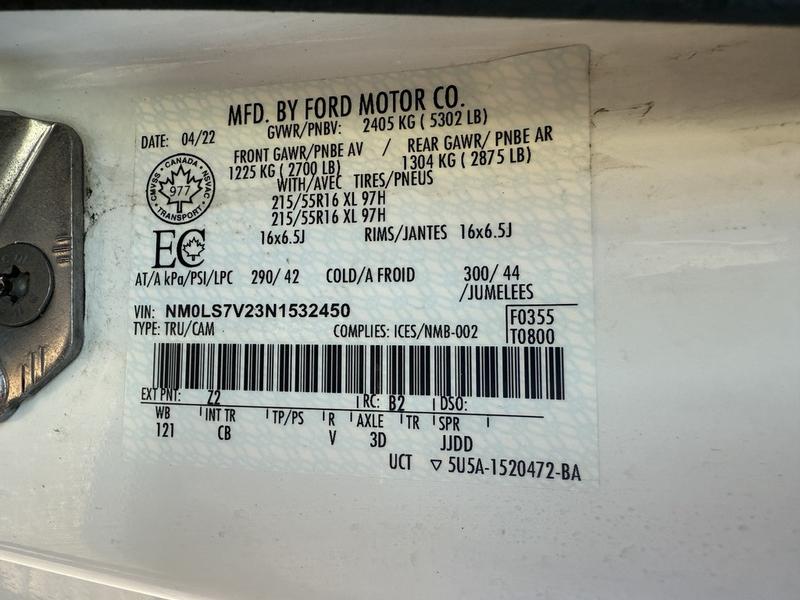 MFD. BY FORD MOTOR CO.
DATE: 04/22
GVWR/PNBV: 2405 KG ( 5302 LB)
FRONT GAWR/PNBE AV / REAR GAWR/ PNBE AR
1225 KG ( 2700 LB) 1304 KG ( 2875 LB)
WITH/AVEC TIRES/PNEUS
215/55R16 XL 97H
215/55R16 XL 97H
CANADA
CMVSS NSVAC
977
TRANSPORT
EC
16x6.5J RIMS/JANTES 16x6.5J
AT/A kPa/PSI/LPC 290/ 42 COLD/A FROID 300/ 44
/JUMELEES
VIN: NM0LS7V23N1532450
F0355
TYPE: TRU/CAM COMPLIES: ICES/NMB-002
T0800
EXT PNT: Z2 RC: B2 DSO:
WB INT TR TP/PS R AXLE TR SPR
121 CB V 3D JJDD
UCT ▽ 5U5A-1520472-BA